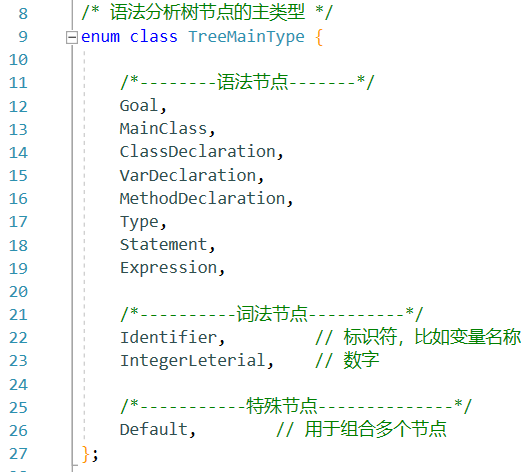 8 /* 语法分析树节点的主类型 */
9 enum class TreeMainType {
10
11 /*--------语法节点-------*/
12 Goal,
13 MainClass,
14 ClassDeclaration,
15 VarDeclaration,
16 MethodDeclaration,
17 Type,
18 Statement,
19 Expression,
20
21 /*----------词法节点----------*/
22 Identifier, // 标识符，比如变量名称
23 IntegerLeterial, // 数字
24
25 /*-----------特殊节点--------------*/
26 Default, // 用于组合多个节点
27 };